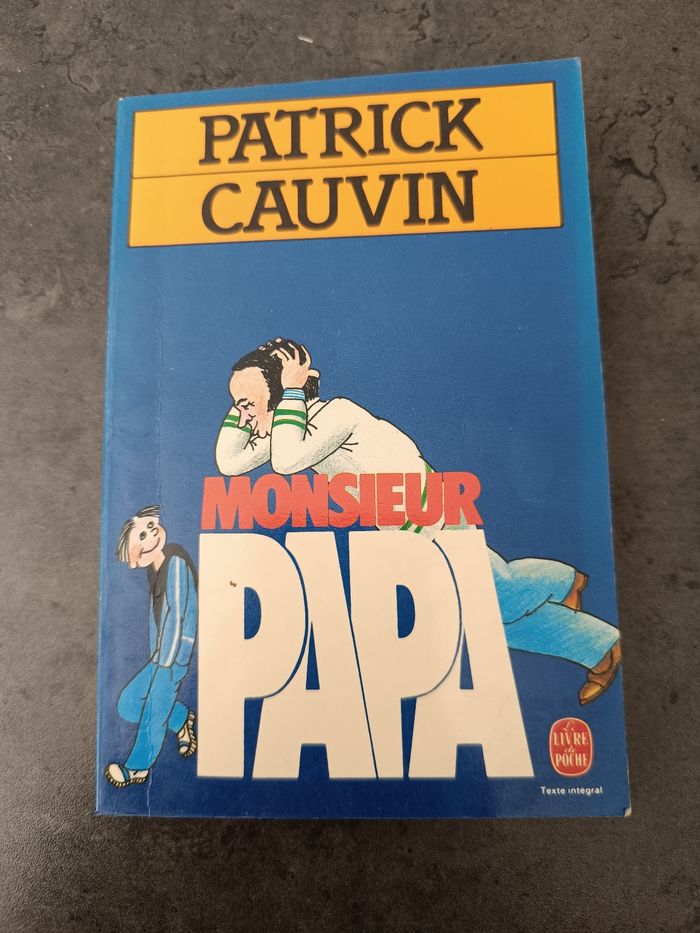 PATRICK
CAUVIN
MONSIEUR
PAPA
Le
LIVRE
de
POCHE
Texte intégral